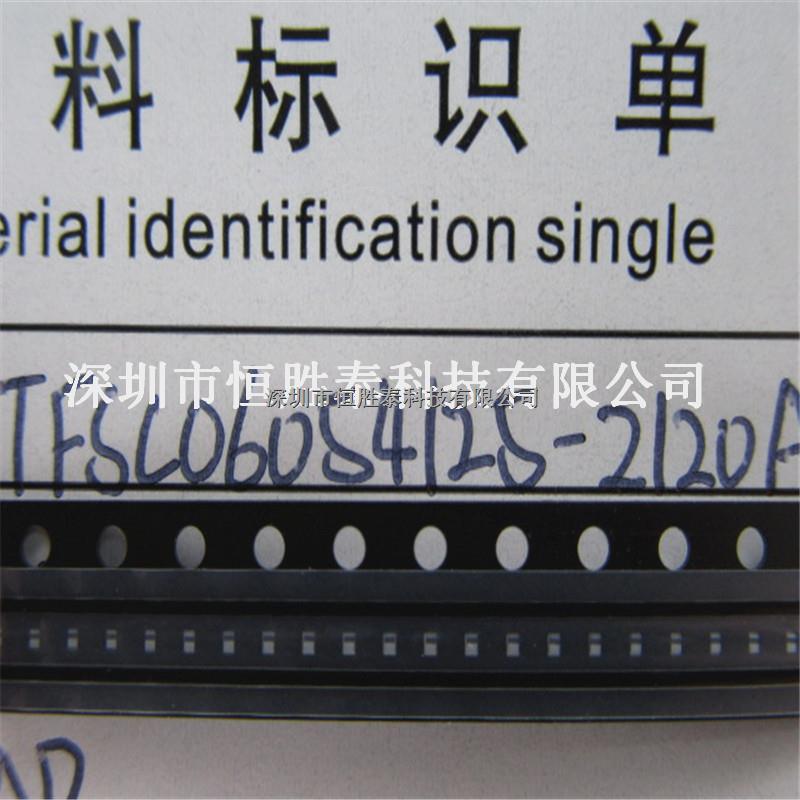 料标识单
erial identification single
深圳市恒胜泰科技有限公司
深圳市恒胜泰科技有限公司
TFSC06054125-2120A